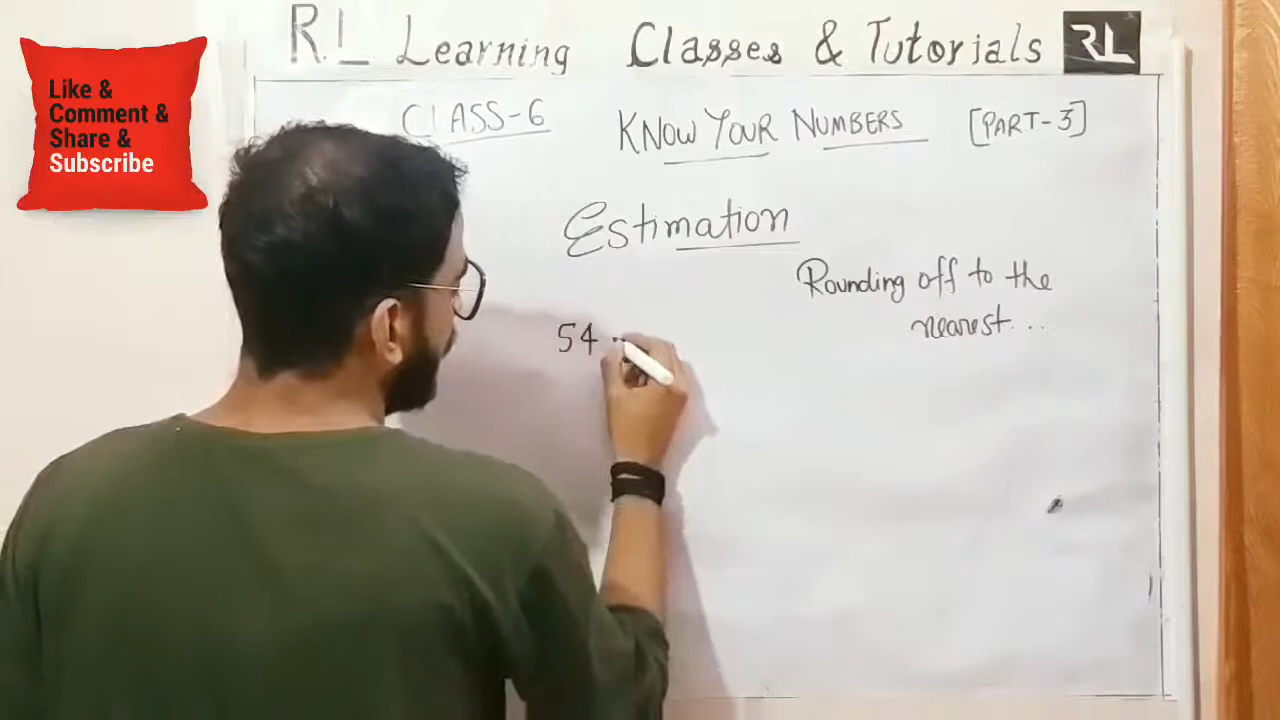 R.L Learning Classes & Tutorials RL
Like &
Comment &
Share &
Subscribe
CLASS-6 KNOW YOUR NUMBERS [PART-3]
Estimation
Rounding off to the
nearest...
54